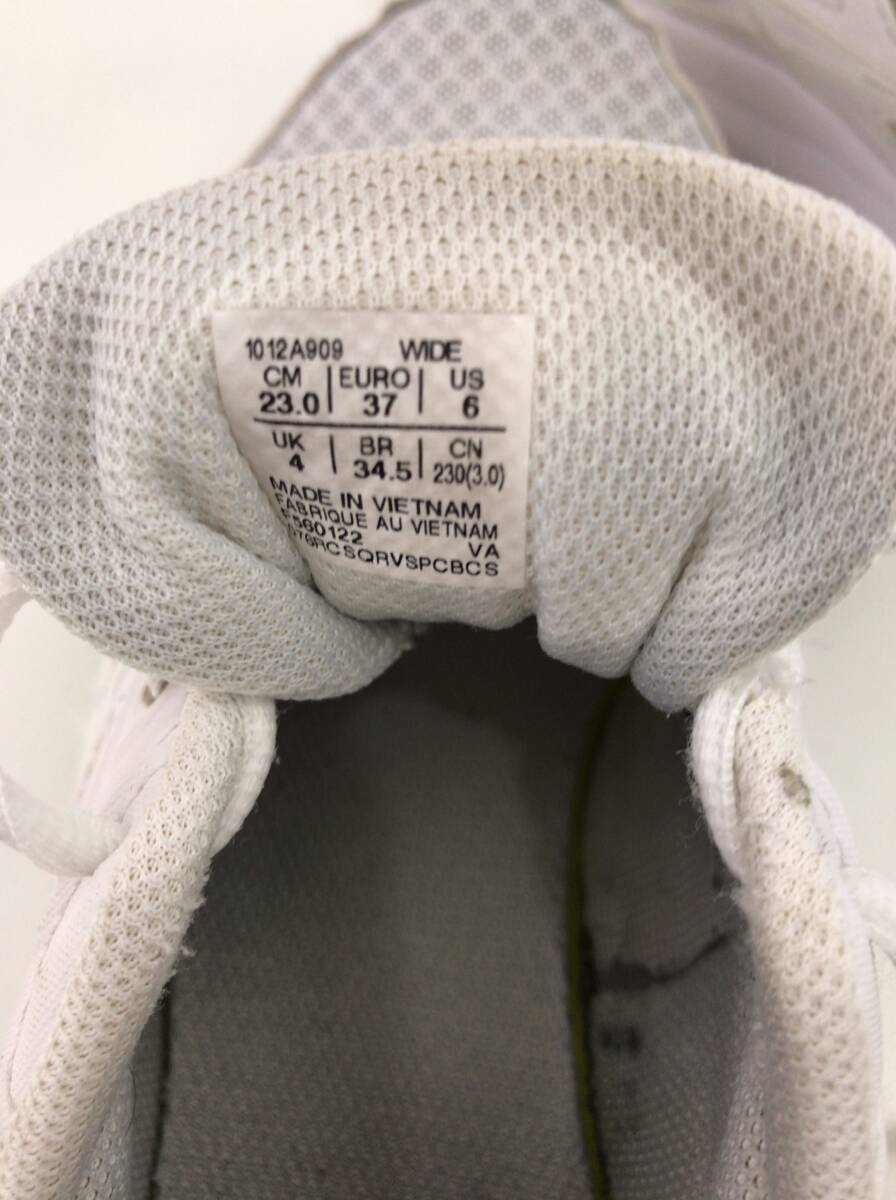 1012A909 WIDE
CM | EURO | US
23.0 | 37 | 6
UK | BR | CN
4 | 34.5 | 230(3.0)
MADE IN VIETNAM
FABRIQUE AU VIETNAM
VA